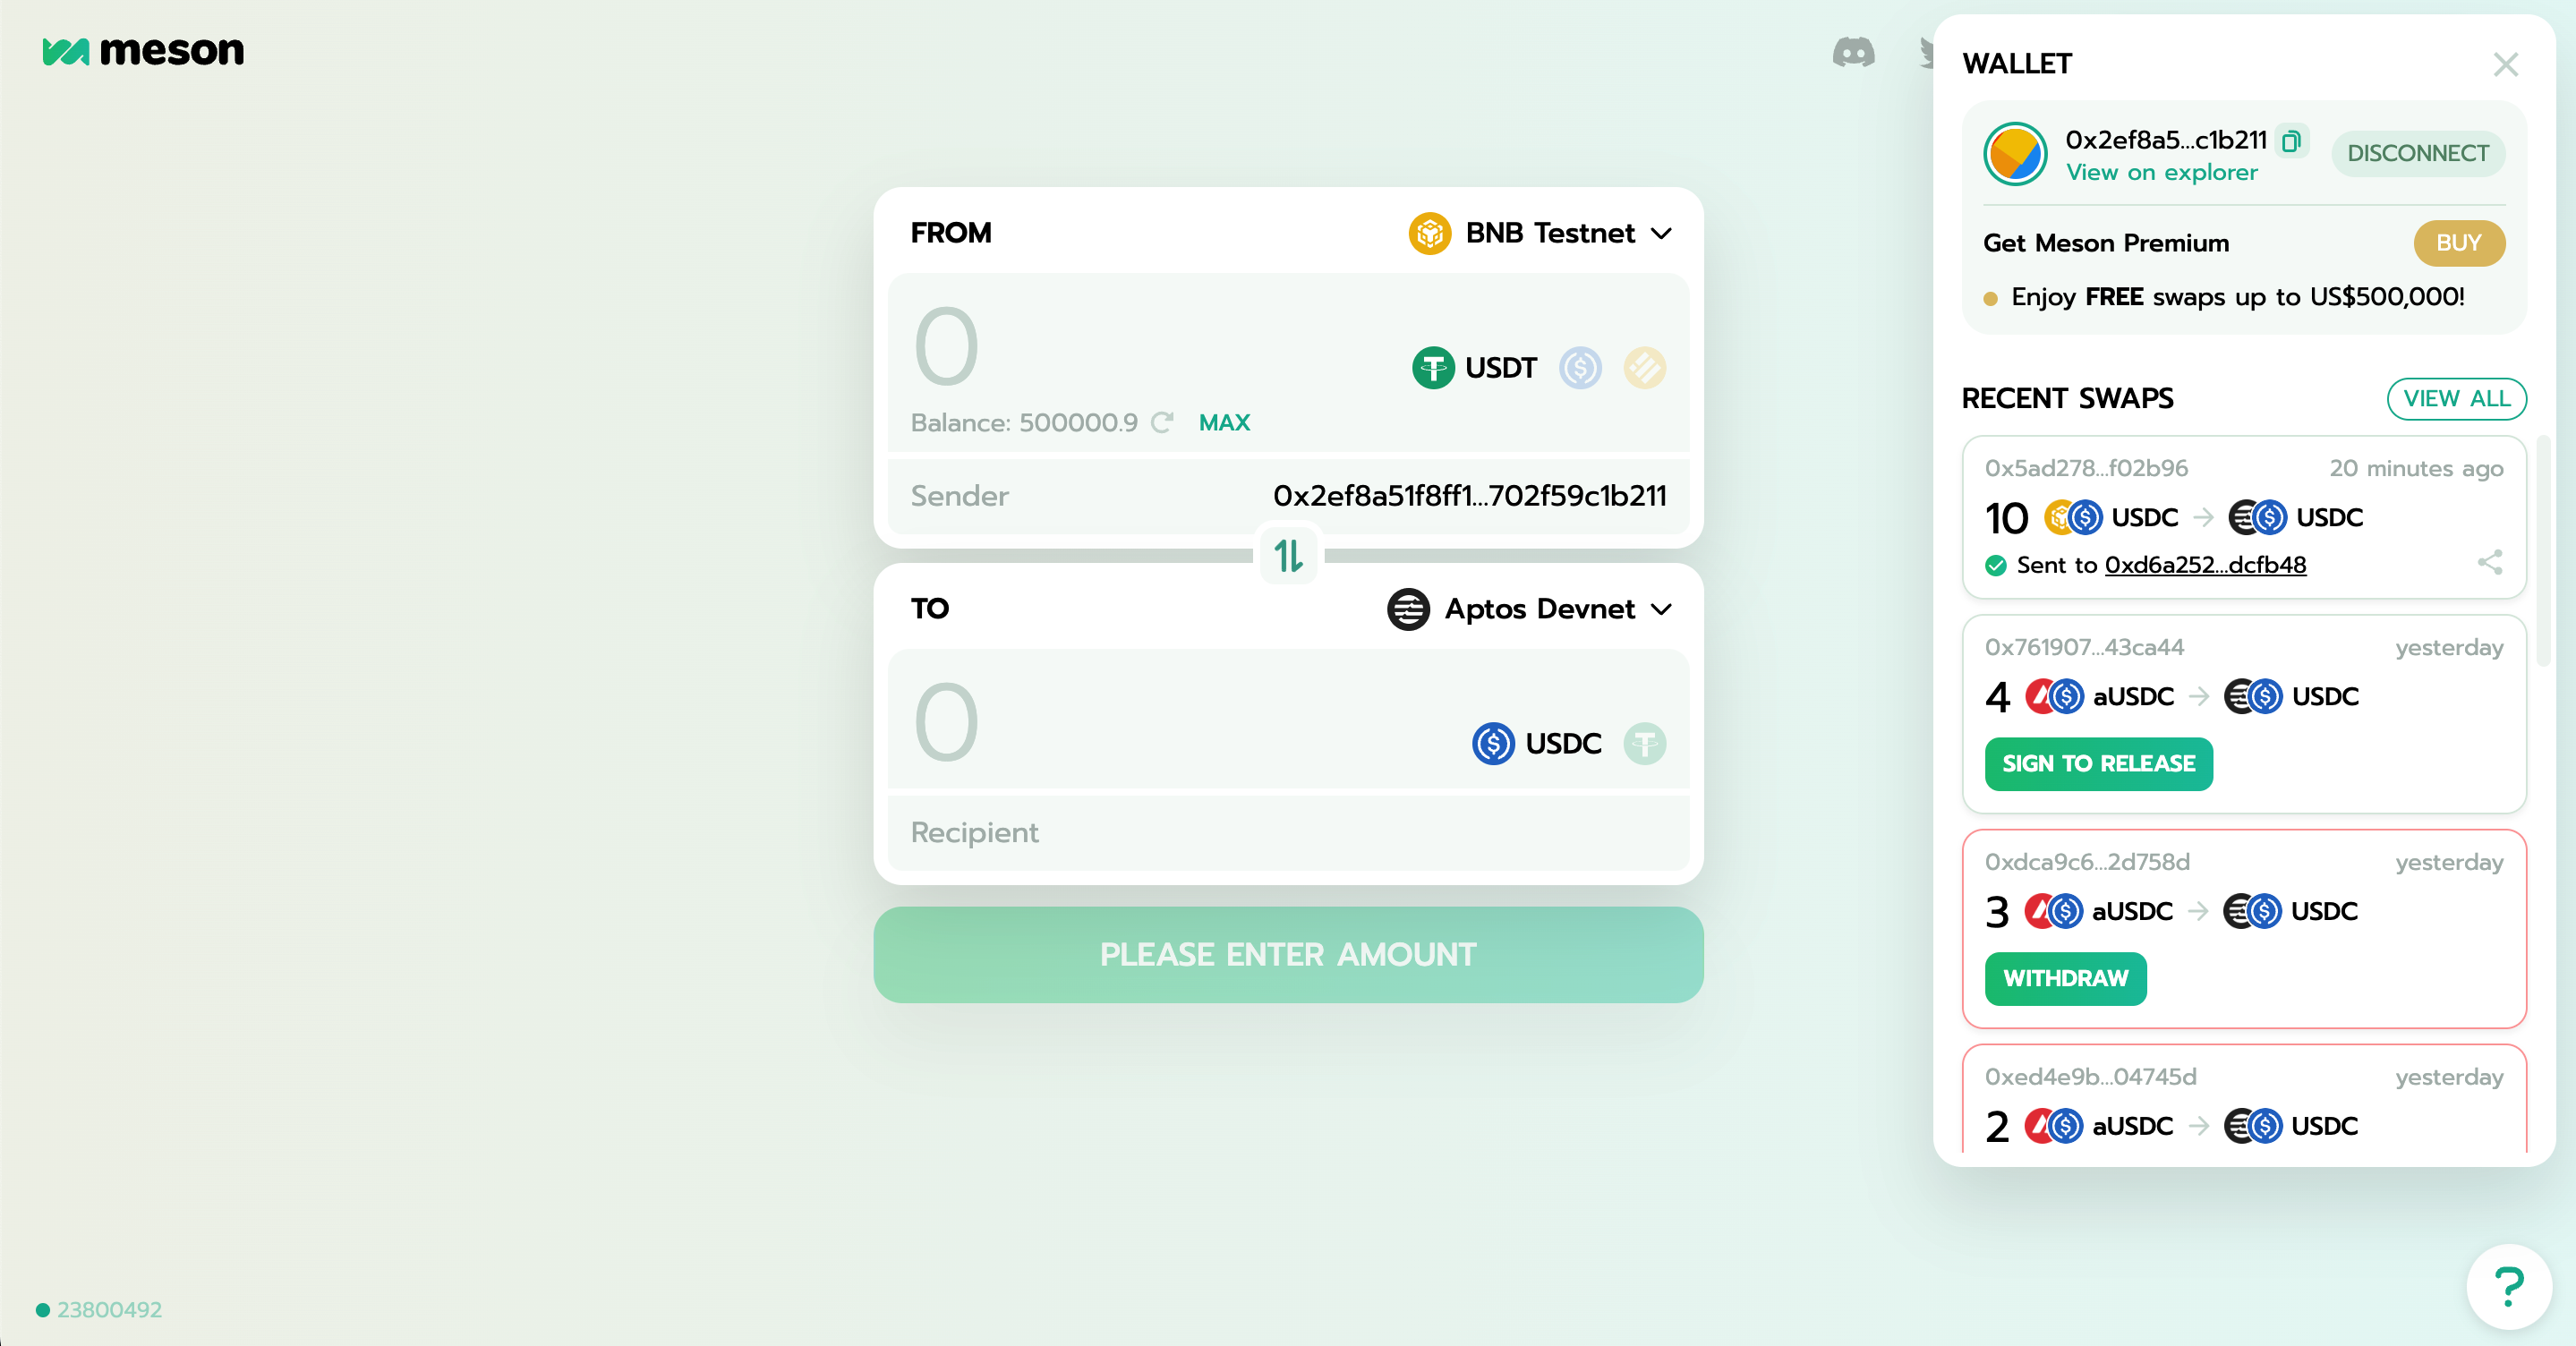 meson
FROM
BNB Testnet
0
USDT
Balance: 500000.9
MAX
Sender
0x2ef8a51f8ff1...702f59c1b211
TO
Aptos Devnet
0
USDC
Recipient
PLEASE ENTER AMOUNT
23800492
WALLET
0x2ef8a5...c1b211
View on explorer
DISCONNECT
Get Meson Premium
BUY
Enjoy FREE swaps up to US$500,000!
RECENT SWAPS
VIEW ALL
0x5ad278...f02b96
20 minutes ago
10 USDC → USDC
Sent to 0xd6a252...dcfb48
0x761907...43ca44
yesterday
4 aUSDC → USDC
SIGN TO RELEASE
0xdca9c6...2d758d
yesterday
3 aUSDC → USDC
WITHDRAW
0xed4e9b...04745d
yesterday
2 aUSDC → USDC
?